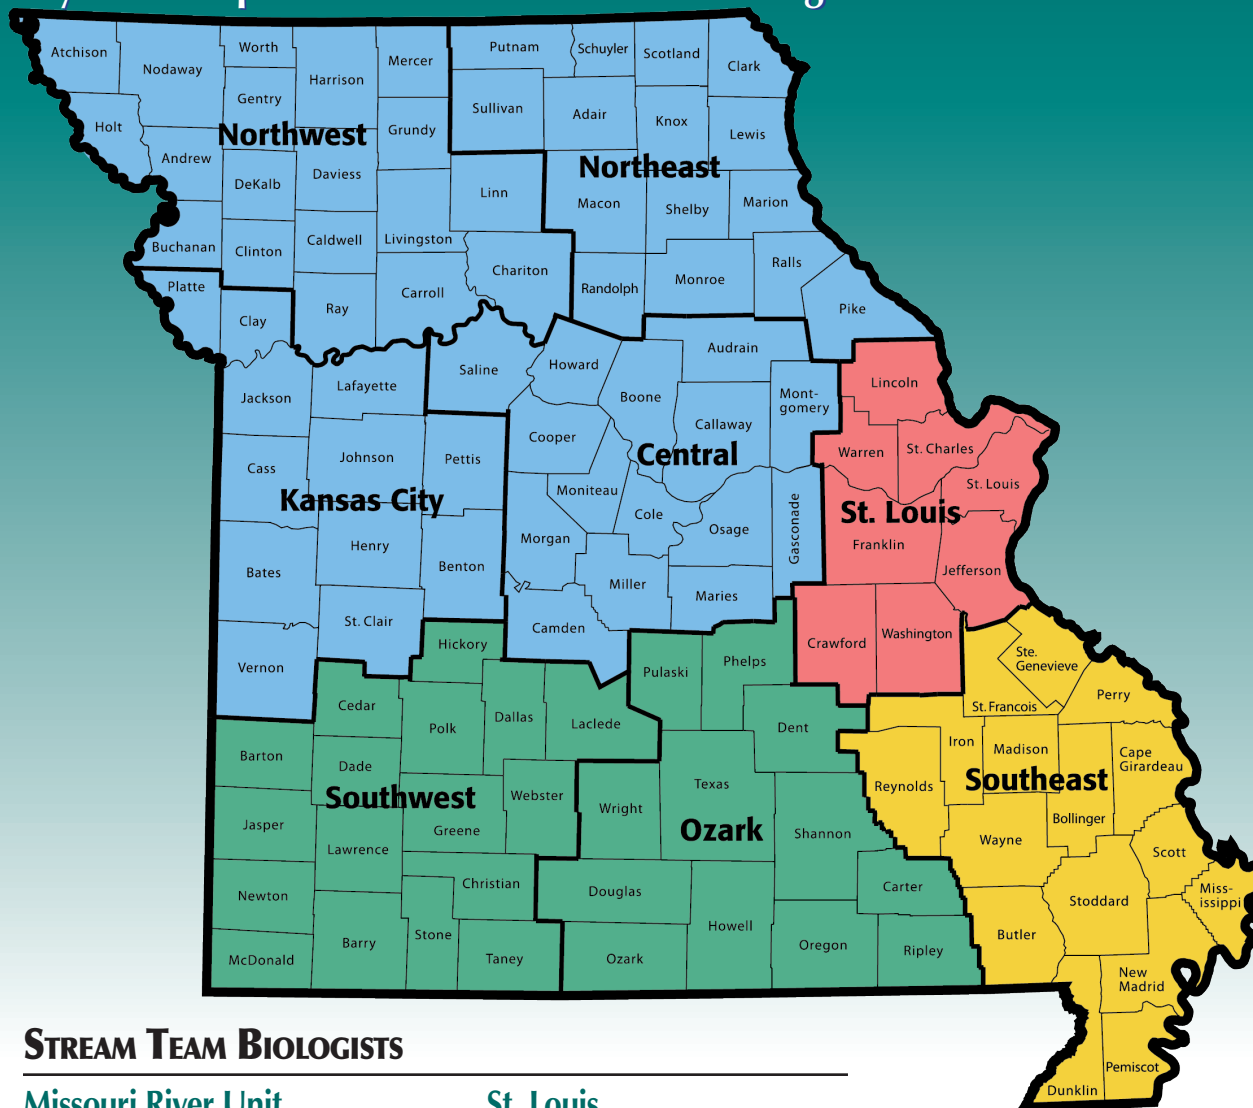 Atchison
Nodaway
Worth
Harrison
Mercer
Putnam
Schuyler
Scotland
Clark
Gentry
Sullivan
Adair
Knox
Lewis
Holt
Northwest
Grundy
Andrew
DeKalb
Daviess
Northeast
Linn
Macon
Shelby
Marion
Buchanan
Clinton
Caldwell
Livingston
Chariton
Randolph
Monroe
Ralls
Platte
Clay
Ray
Carroll
Pike
Audrain
Jackson
Lafayette
Saline
Howard
Boone
Callaway
Mont-
gomery
Lincoln
Cass
Johnson
Pettis
Cooper
Central
Warren
St. Charles
St. Louis
Kansas City
Moniteau
Cole
Osage
Gasconade
St. Louis
Franklin
Jefferson
Henry
Morgan
Bates
Benton
Miller
Maries
St. Clair
Camden
Crawford
Washington
Vernon
Hickory
Pulaski
Phelps
Ste.
Genevieve
Cedar
Polk
Dallas
Laclede
Dent
St. Francois
Perry
Barton
Dade
Iron
Madison
Cape
Girardeau
Southwest
Webster
Wright
Texas
Reynolds
Southeast
Jasper
Lawrence
Greene
Ozark
Shannon
Wayne
Bollinger
Scott
Newton
Christian
Douglas
Carter
Stoddard
Miss-
issippi
McDonald
Barry
Stone
Taney
Ozark
Howell
Oregon
Ripley
Butler
New
Madrid
Pemiscot
Dunklin
STREAM TEAM BIOLOGISTS
Missouri River Unit
St. Louis